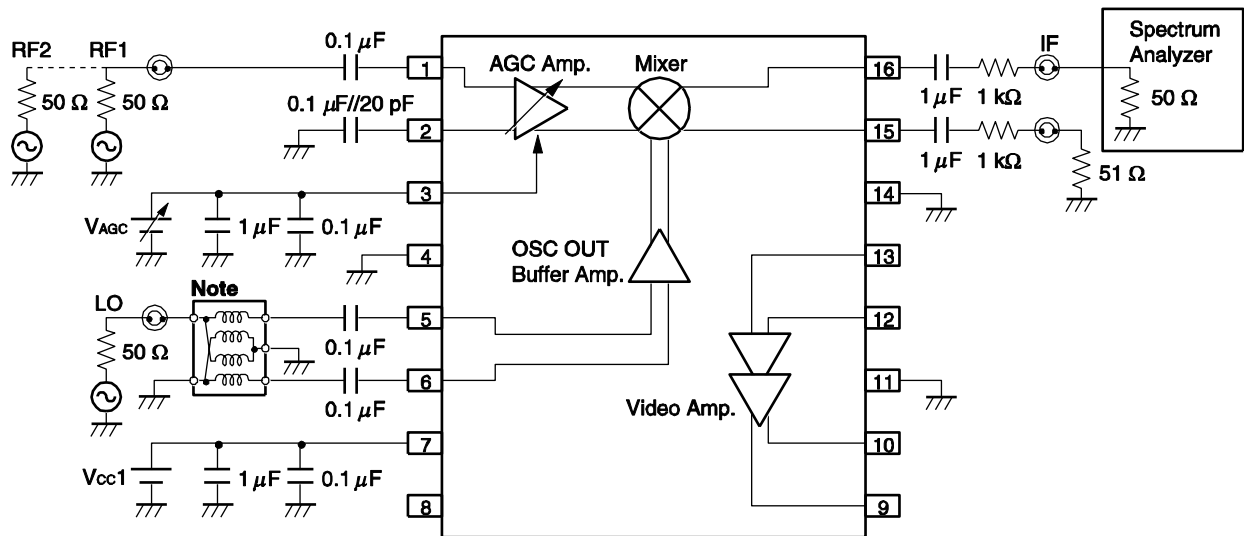 RF2
RF1
0.1 μF
1
AGC Amp.
Mixer
16
IF
Spectrum
Analyzer
50 Ω
50 Ω
0.1 μF//20 pF
2
1 μF
1 kΩ
50 Ω
15
1 μF
1 kΩ
51 Ω
3
14
VAGC
1 μF
0.1 μF
4
OSC OUT
Buffer Amp.
13
Note
LO
50 Ω
5
0.1 μF
12
6
0.1 μF
11
Video Amp.
7
10
VCC1
1 μF
0.1 μF
8
9